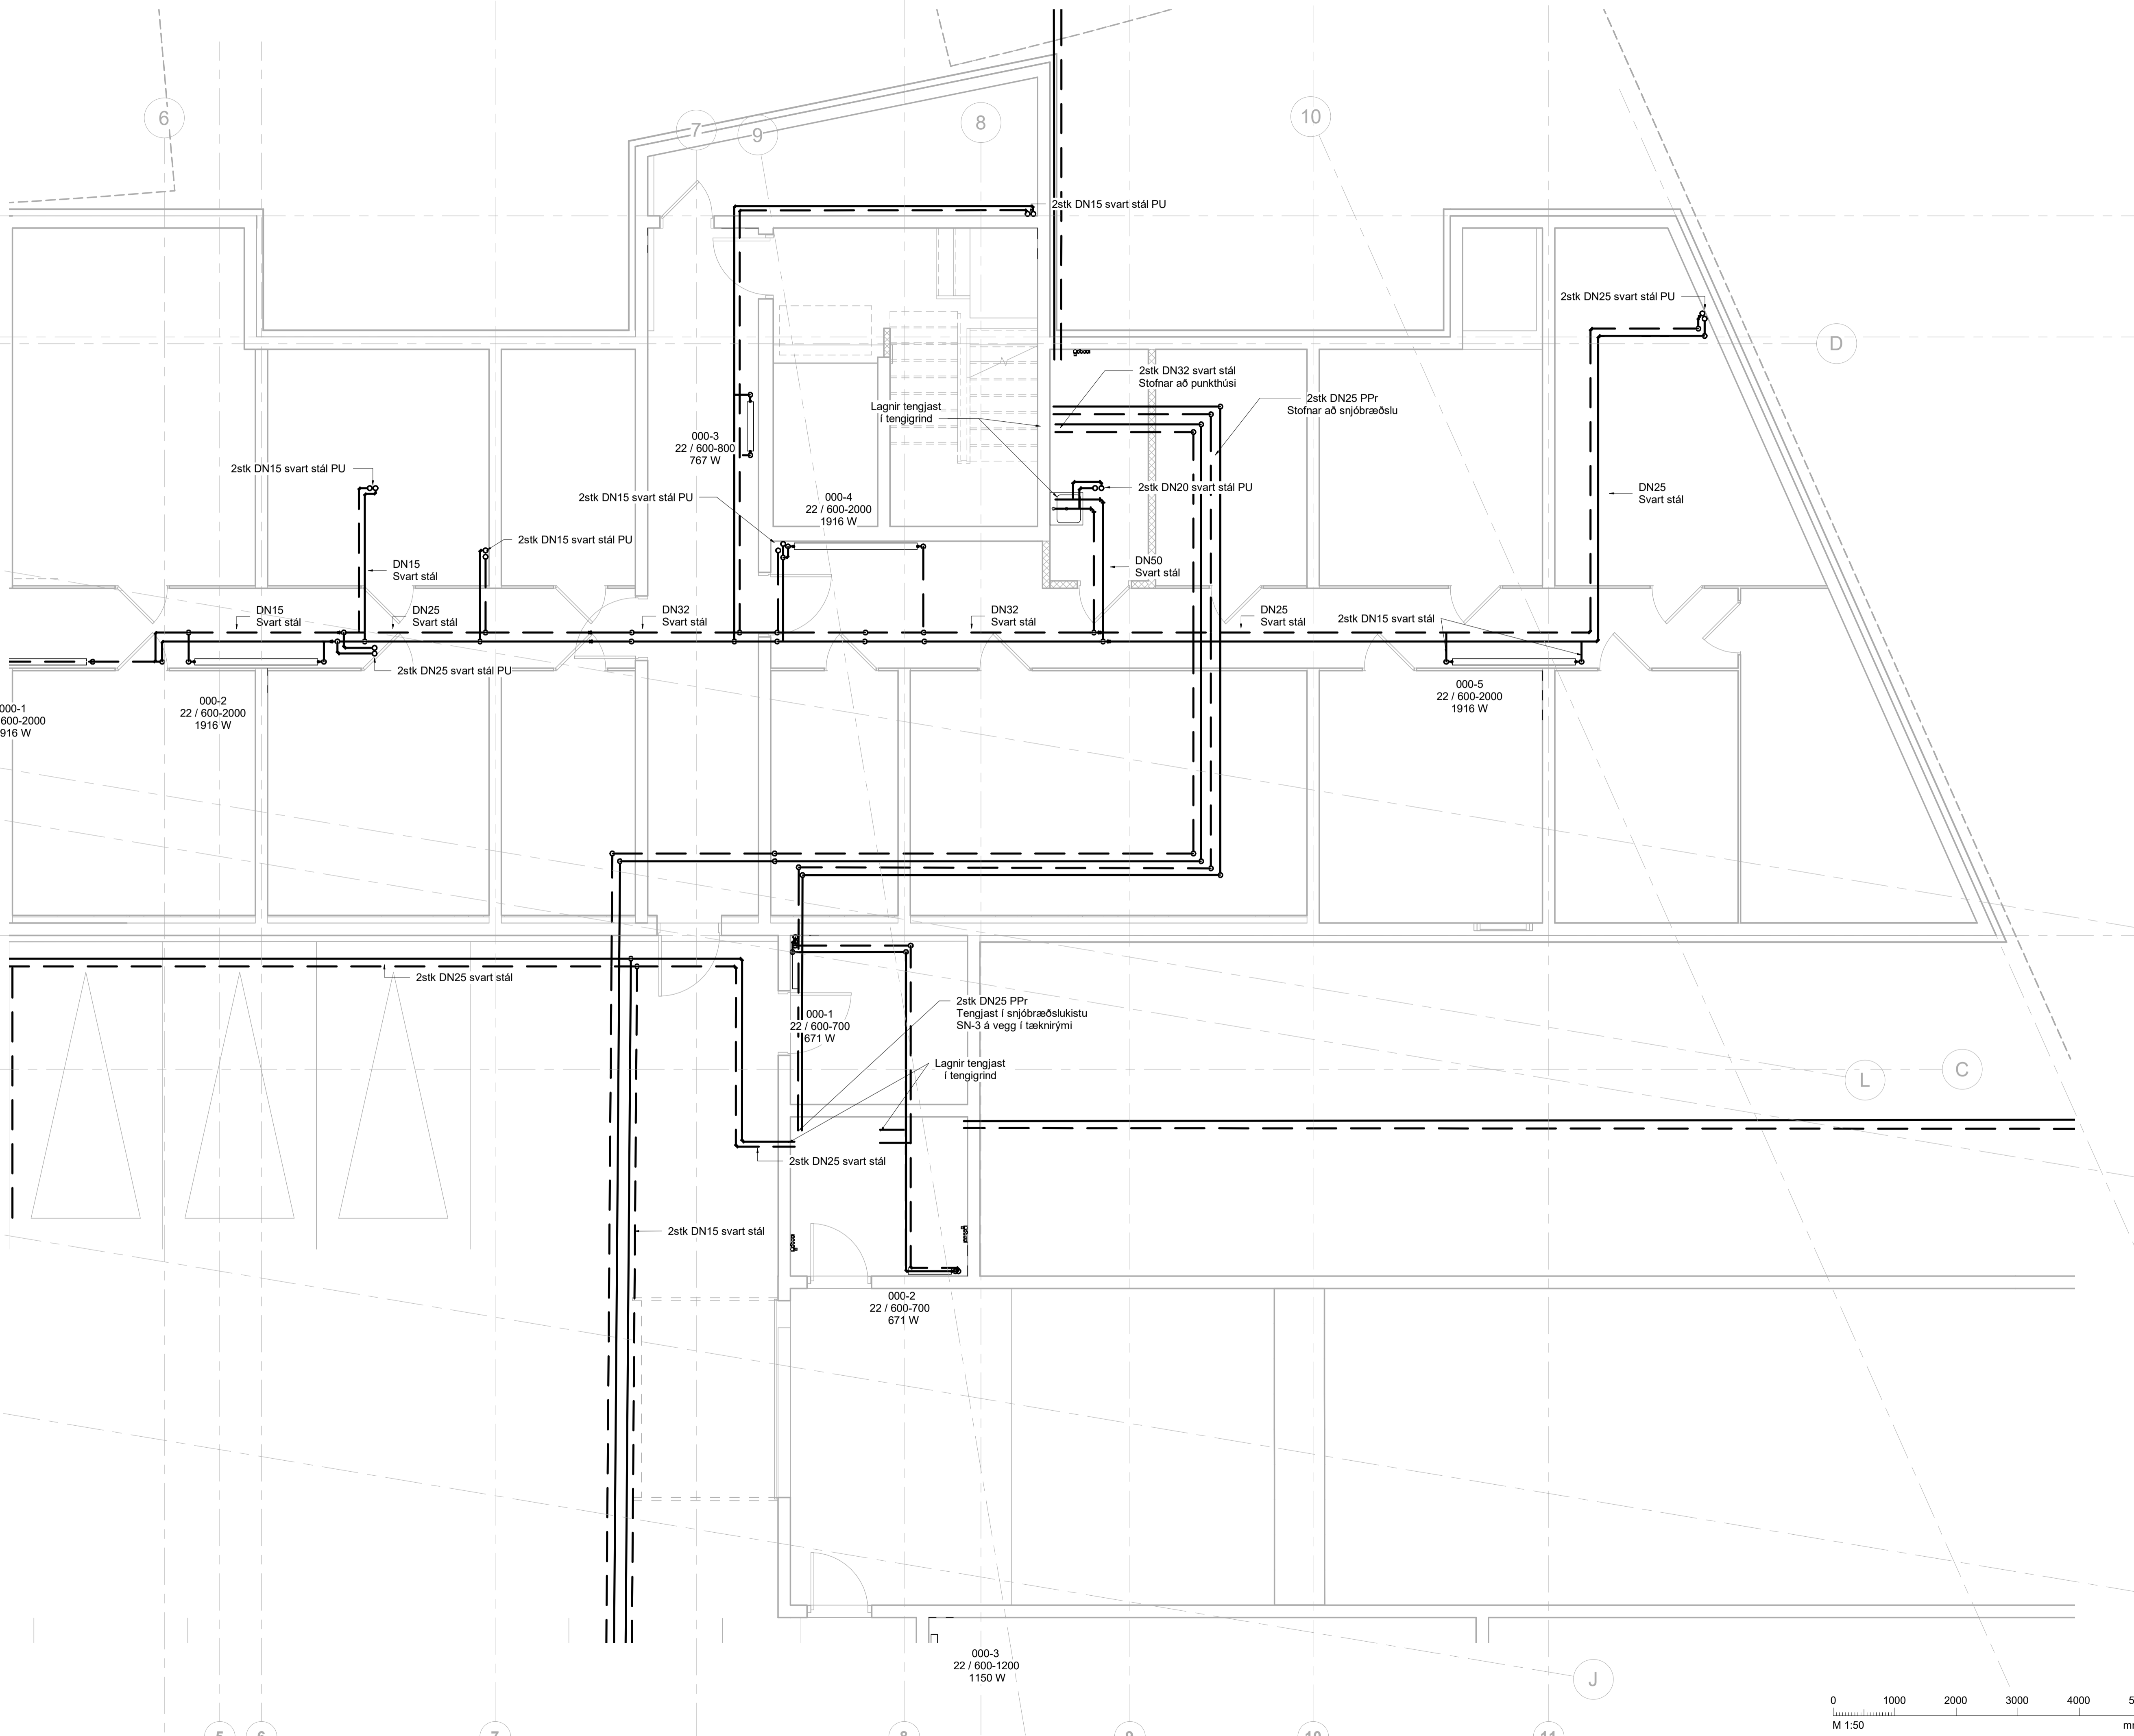 6
7
9
8
10
2stk DN15 svart stál PU
2stk DN25 svart stál PU
D
2stk DN32 svart stál
Stofnar að punkthúsi
2stk DN25 PPr
Stofnar að snjóbræðslu
Lagnir tengjast
í tengigrind
000-3
22 / 600-800
767 W
2stk DN15 svart stál PU
2stk DN15 svart stál PU
000-4
22 / 600-2000
1916 W
2stk DN20 svart stál PU
DN25
Svart stál
2stk DN15 svart stál PU
DN15
Svart stál
DN50
Svart stál
DN15
Svart stál
DN25
Svart stál
DN32
Svart stál
DN32
Svart stál
DN25
Svart stál
2stk DN15 svart stál
2stk DN25 svart stál PU
000-1
600-2000
916 W
000-2
22 / 600-2000
1916 W
000-5
22 / 600-2000
1916 W
2stk DN25 svart stál
2stk DN25 PPr
Tengjast í snjóbræðslukistu
SN-3 á vegg í tæknirými
000-1
22 / 600-700
671 W
Lagnir tengjast
í tengigrind
L
C
2stk DN25 svart stál
2stk DN15 svart stál
000-2
22 / 600-700
671 W
000-3
22 / 600-1200
1150 W
J
0 1000 2000 3000 4000 5
M 1:50 m
5
6
7
8
9
10
11